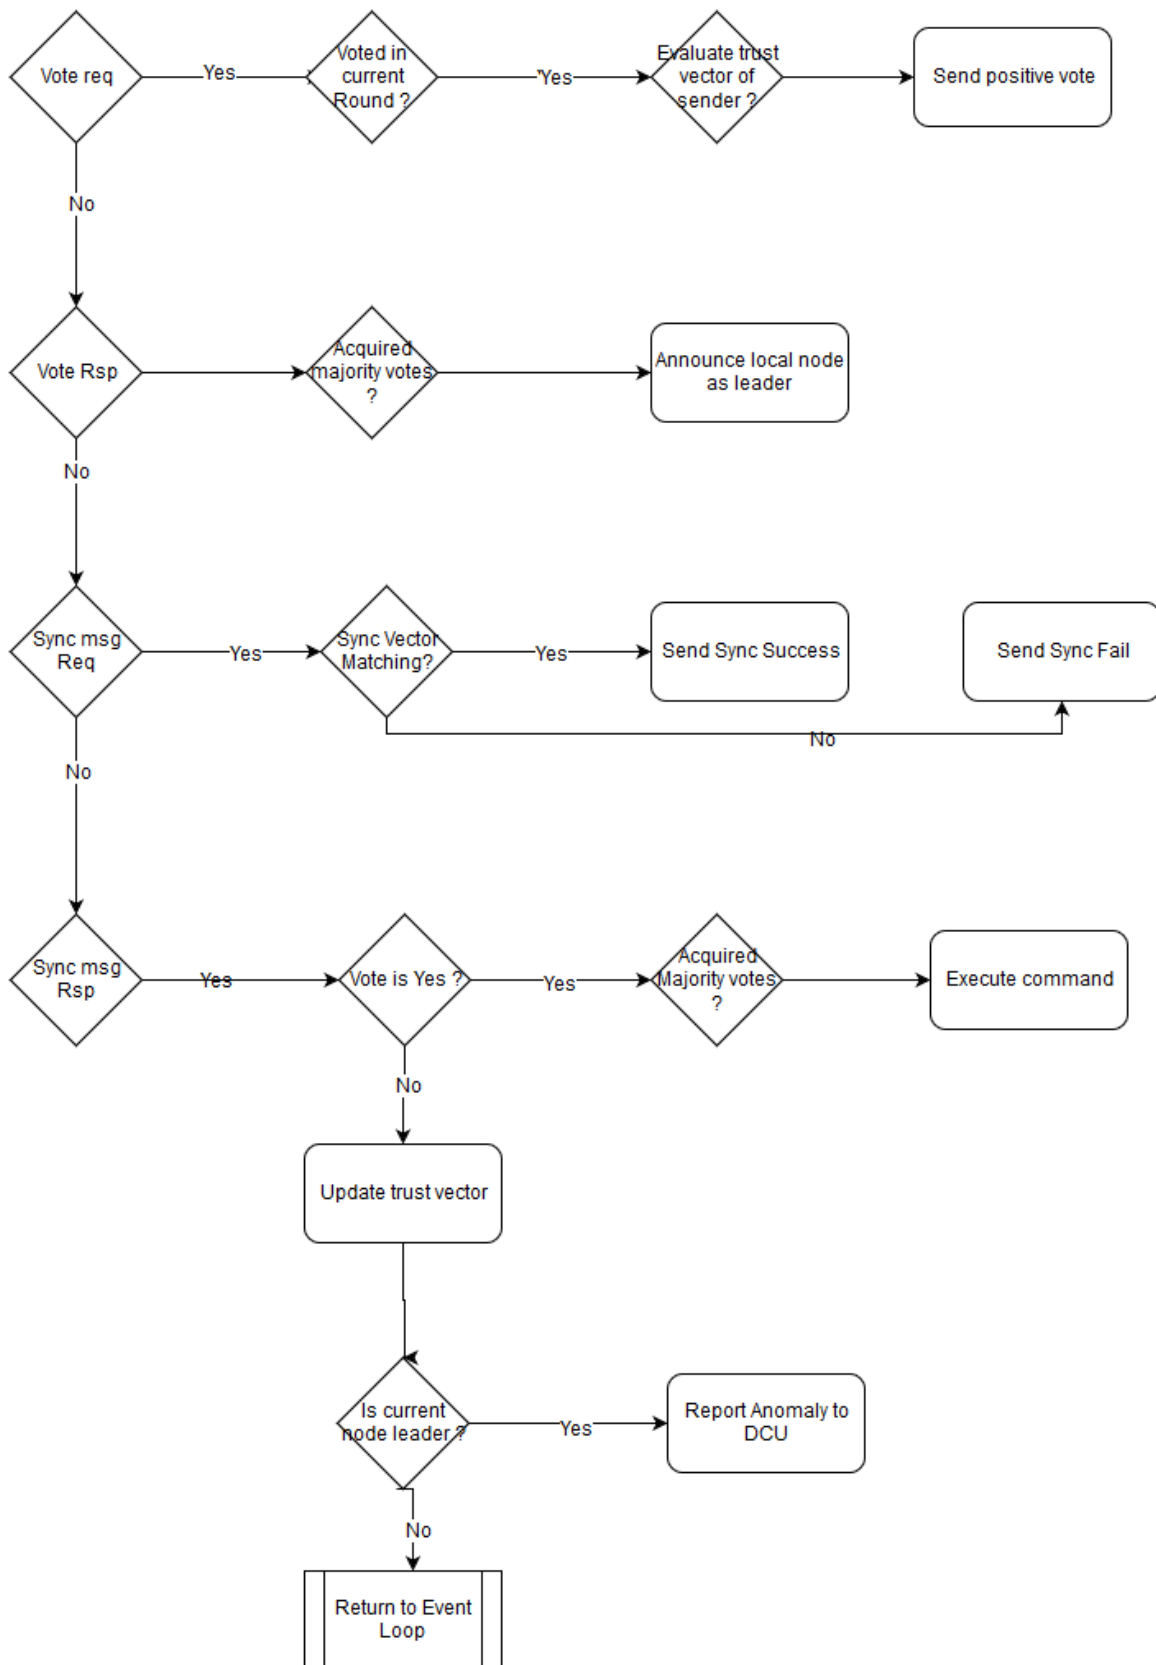 Vote req
Yes
Voted in
current
Round ?
'Yes
Evaluate trust
vector of
sender ?
Send positive vote
No
Vote Rsp
Acquired
majority votes
?
Announce local node
as leader
No
Sync msg
Req
Yes
Sync Vector
Matching?
Yes
Send Sync Success
Send Sync Fail
No
No
Sync msg
Rsp
Yes
Vote is Yes ?
Yes
Acquired
Majority votes
?
Execute command
No
Update trust vector
Is current
node leader ?
Yes
Report Anomaly to
DCU
No
Return to Event
Loop